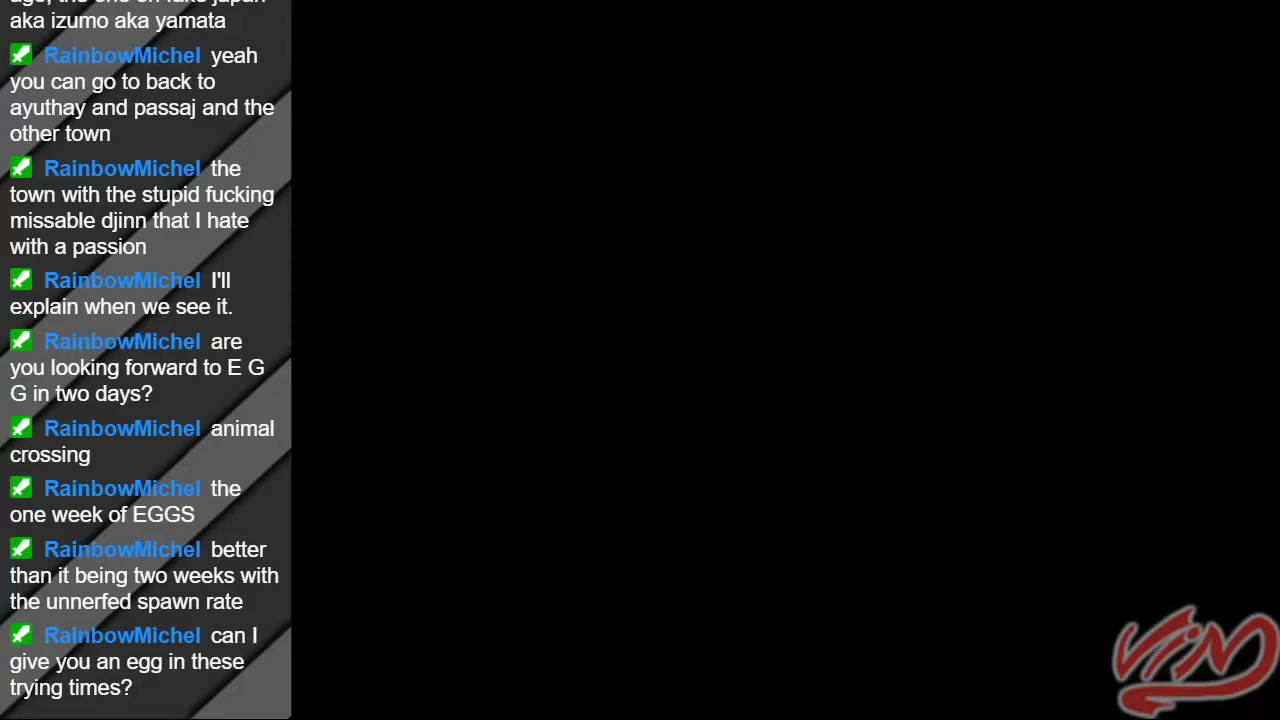 aka izumo aka yamata
RainbowMichel yeah
you can go to back to
ayuthay and passaj and the
other town
RainbowMichel the
town with the stupid fucking
missable djinn that I hate
with a passion
RainbowMichel I'll
explain when we see it.
RainbowMichel are
you looking forward to E G
G in two days?
RainbowMichel animal
crossing
RainbowMichel the
one week of EGGS
RainbowMichel better
than it being two weeks with
the unnerfed spawn rate
RainbowMichel can I
give you an egg in these
trying times?